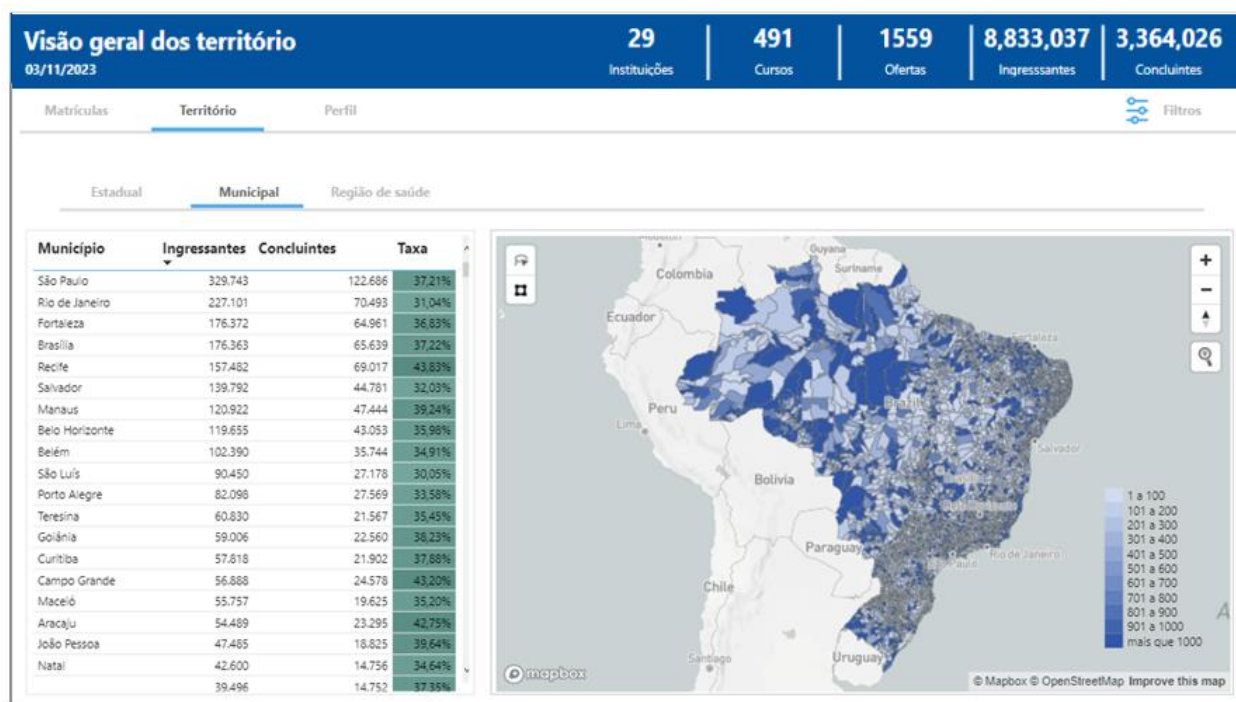 Visão geral dos território
03/11/2023
29
Instituições
491
Cursos
1559
Ofertas
8,833,037
Ingresssantes
3,364,026
Concluintes
Matrículas
Território
Perfil
Filtros
Estadual
Municipal
Região de saúde
Município Ingressantes Concluintes Taxa
São Paulo 329.743 122.686 37,21%
Rio de Janeiro 227.101 70.493 31,04%
Fortaleza 176.372 64.961 36,83%
Brasília 176.363 65.639 37,22%
Recife 157.482 69.017 43,83%
Salvador 139.792 44.781 32,03%
Manaus 120.922 47.444 39,24%
Belo Horizonte 119.655 43.053 35,98%
Belém 102.390 35.744 34,91%
São Luís 90.450 27.178 30,05%
Porto Alegre 82.098 27.569 33,58%
Teresina 60.830 21.567 35,45%
Goiânia 59.006 22.560 38,23%
Curitiba 57.818 21.902 37,88%
Campo Grande 56.888 24.578 43,20%
Maceió 55.757 19.625 35,20%
Aracaju 54.489 23.295 42,75%
João Pessoa 47.485 18.825 39,64%
Natal 42.600 14.756 34,64%
39.496 14.752 37,35%
Guyana
Colombia
Suriname
Ecuador
Fortaleza
Peru
Brazil
Lima
Salvador
Bolivia
Paraguay
Rio de Janeiro
Chile
Santiago
Uruguay
1 a 100
101 a 200
201 a 300
301 a 400
401 a 500
501 a 600
601 a 700
701 a 800
801 a 900
901 a 1000
mais que 1000
A
mapbox
© Mapbox © OpenStreetMap Improve this map